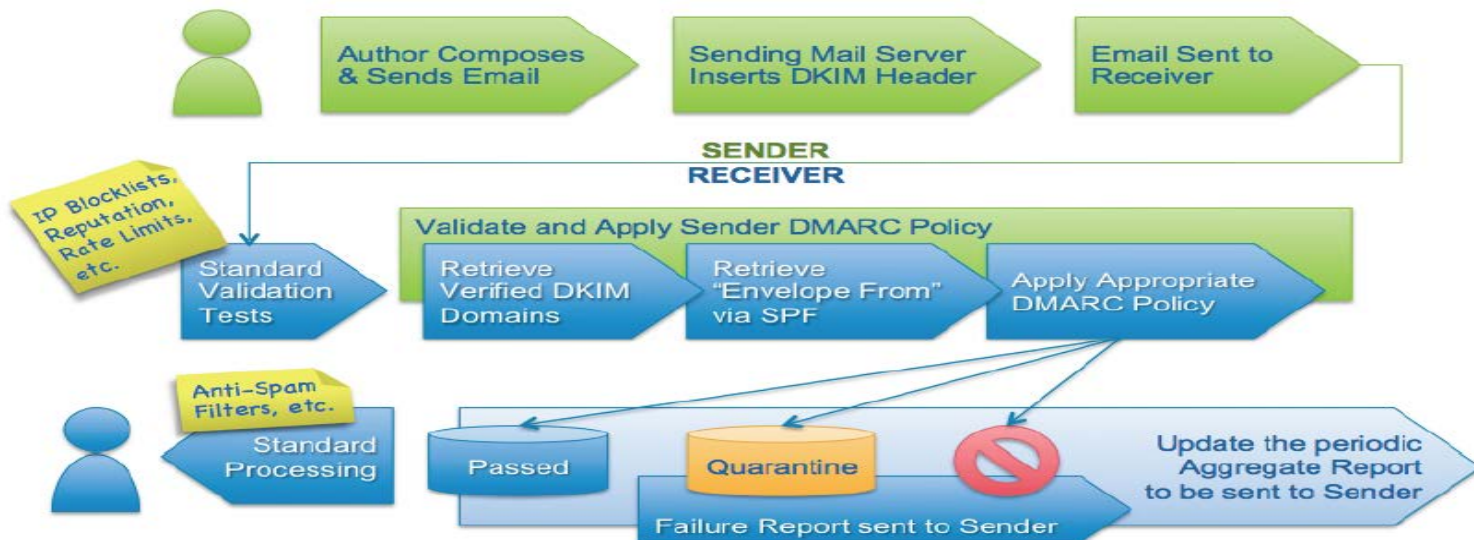 Author Composes
& Sends Email
Sending Mail Server
Inserts DKIM Header
Email Sent to
Receiver
SENDER
RECEIVER
IP Blocklists,
Reputation,
Rate Limits,
etc.
Validate and Apply Sender DMARC Policy
Standard
Validation
Tests
Retrieve
Verified DKIM
Domains
Retrieve
“Envelope From”
via SPF
Apply Appropriate
DMARC Policy
Anti-Spam
Filters, etc.
Standard
Processing
Passed
Quarantine
Update the periodic
Aggregate Report
to be sent to Sender
Failure Report sent to Sender